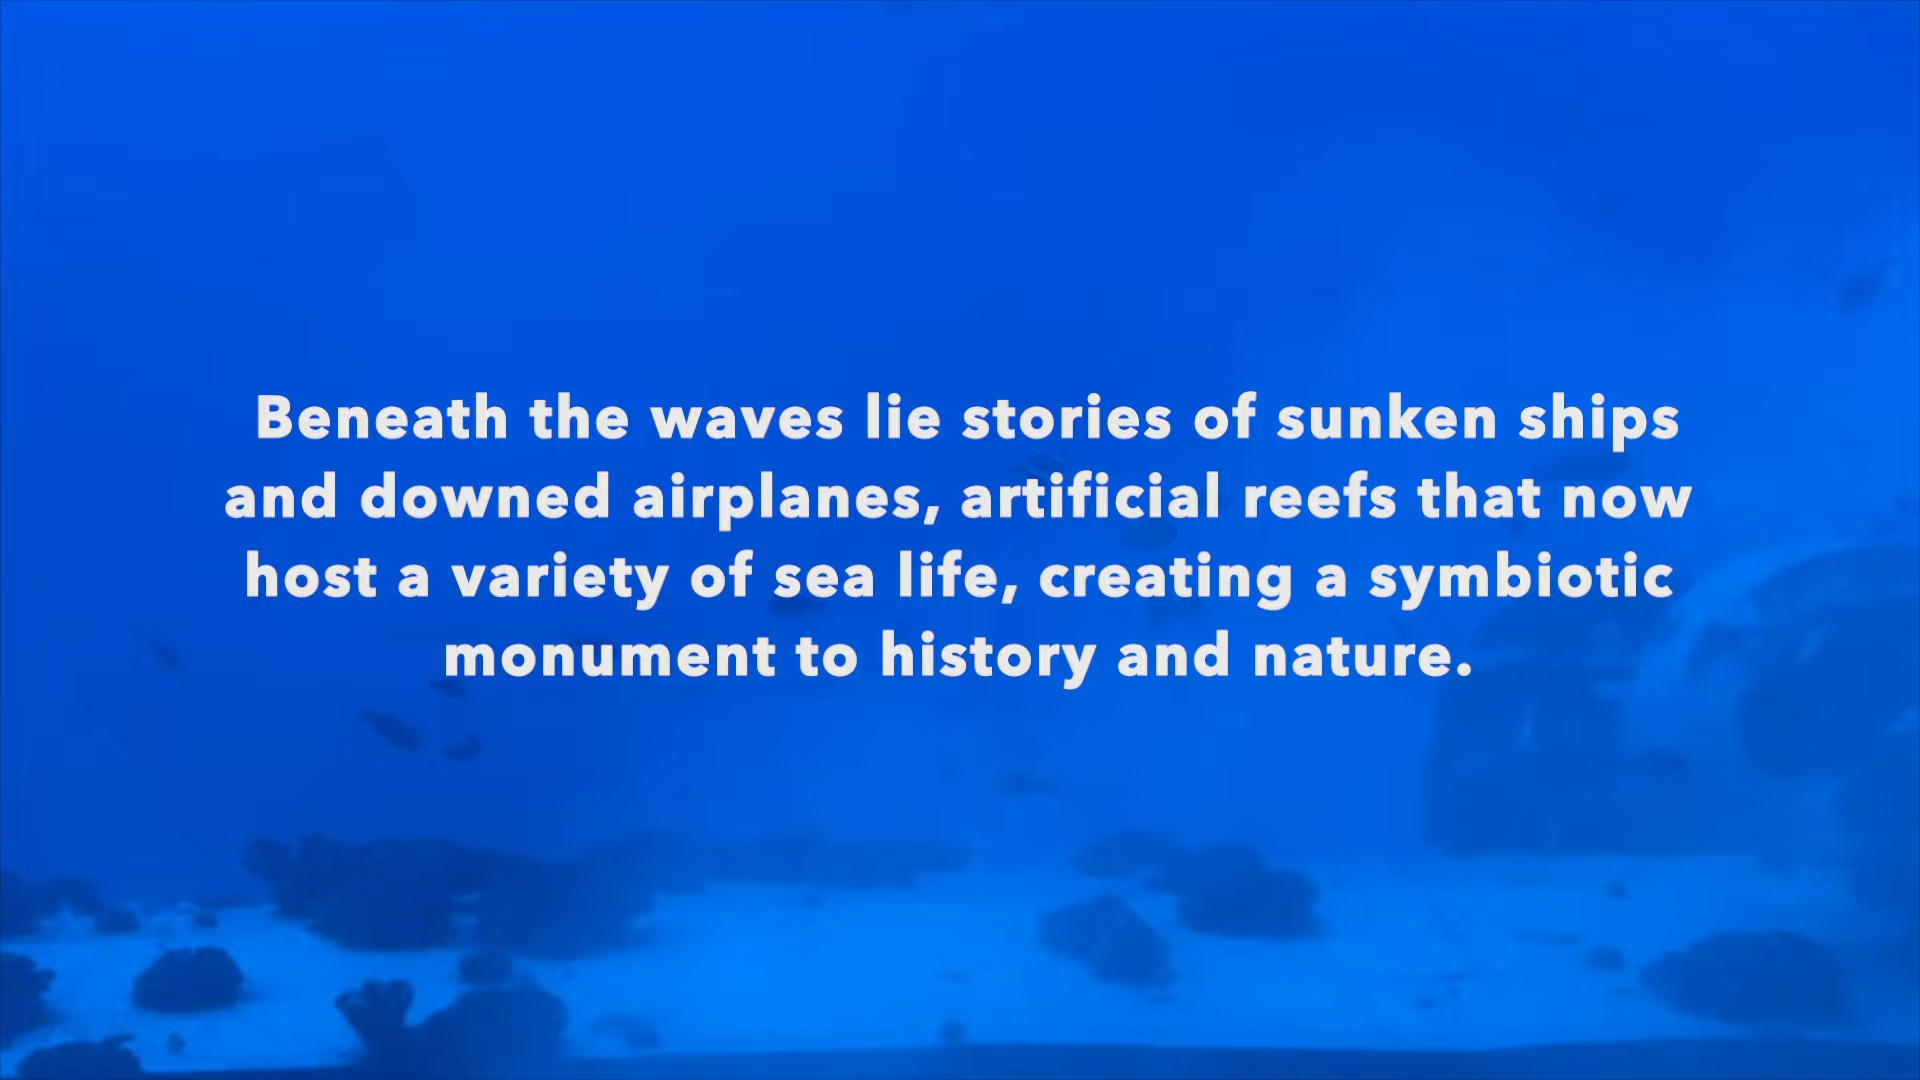 Beneath the waves lie stories of sunken ships
and downed airplanes, artificial reefs that now
host a variety of sea life, creating a symbiotic
monument to history and nature.